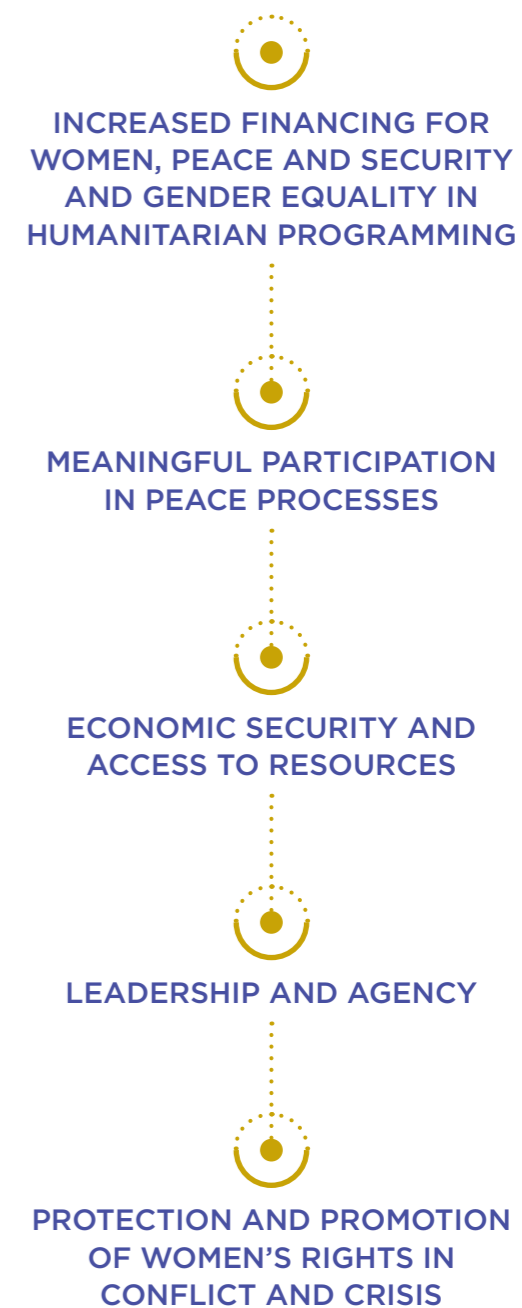 INCREASED FINANCING FOR
WOMEN, PEACE AND SECURITY
AND GENDER EQUALITY IN
HUMANITARIAN PROGRAMMING
MEANINGFUL PARTICIPATION
IN PEACE PROCESSES
ECONOMIC SECURITY AND
ACCESS TO RESOURCES
LEADERSHIP AND AGENCY
PROTECTION AND PROMOTION
OF WOMEN'S RIGHTS IN
CONFLICT AND CRISIS